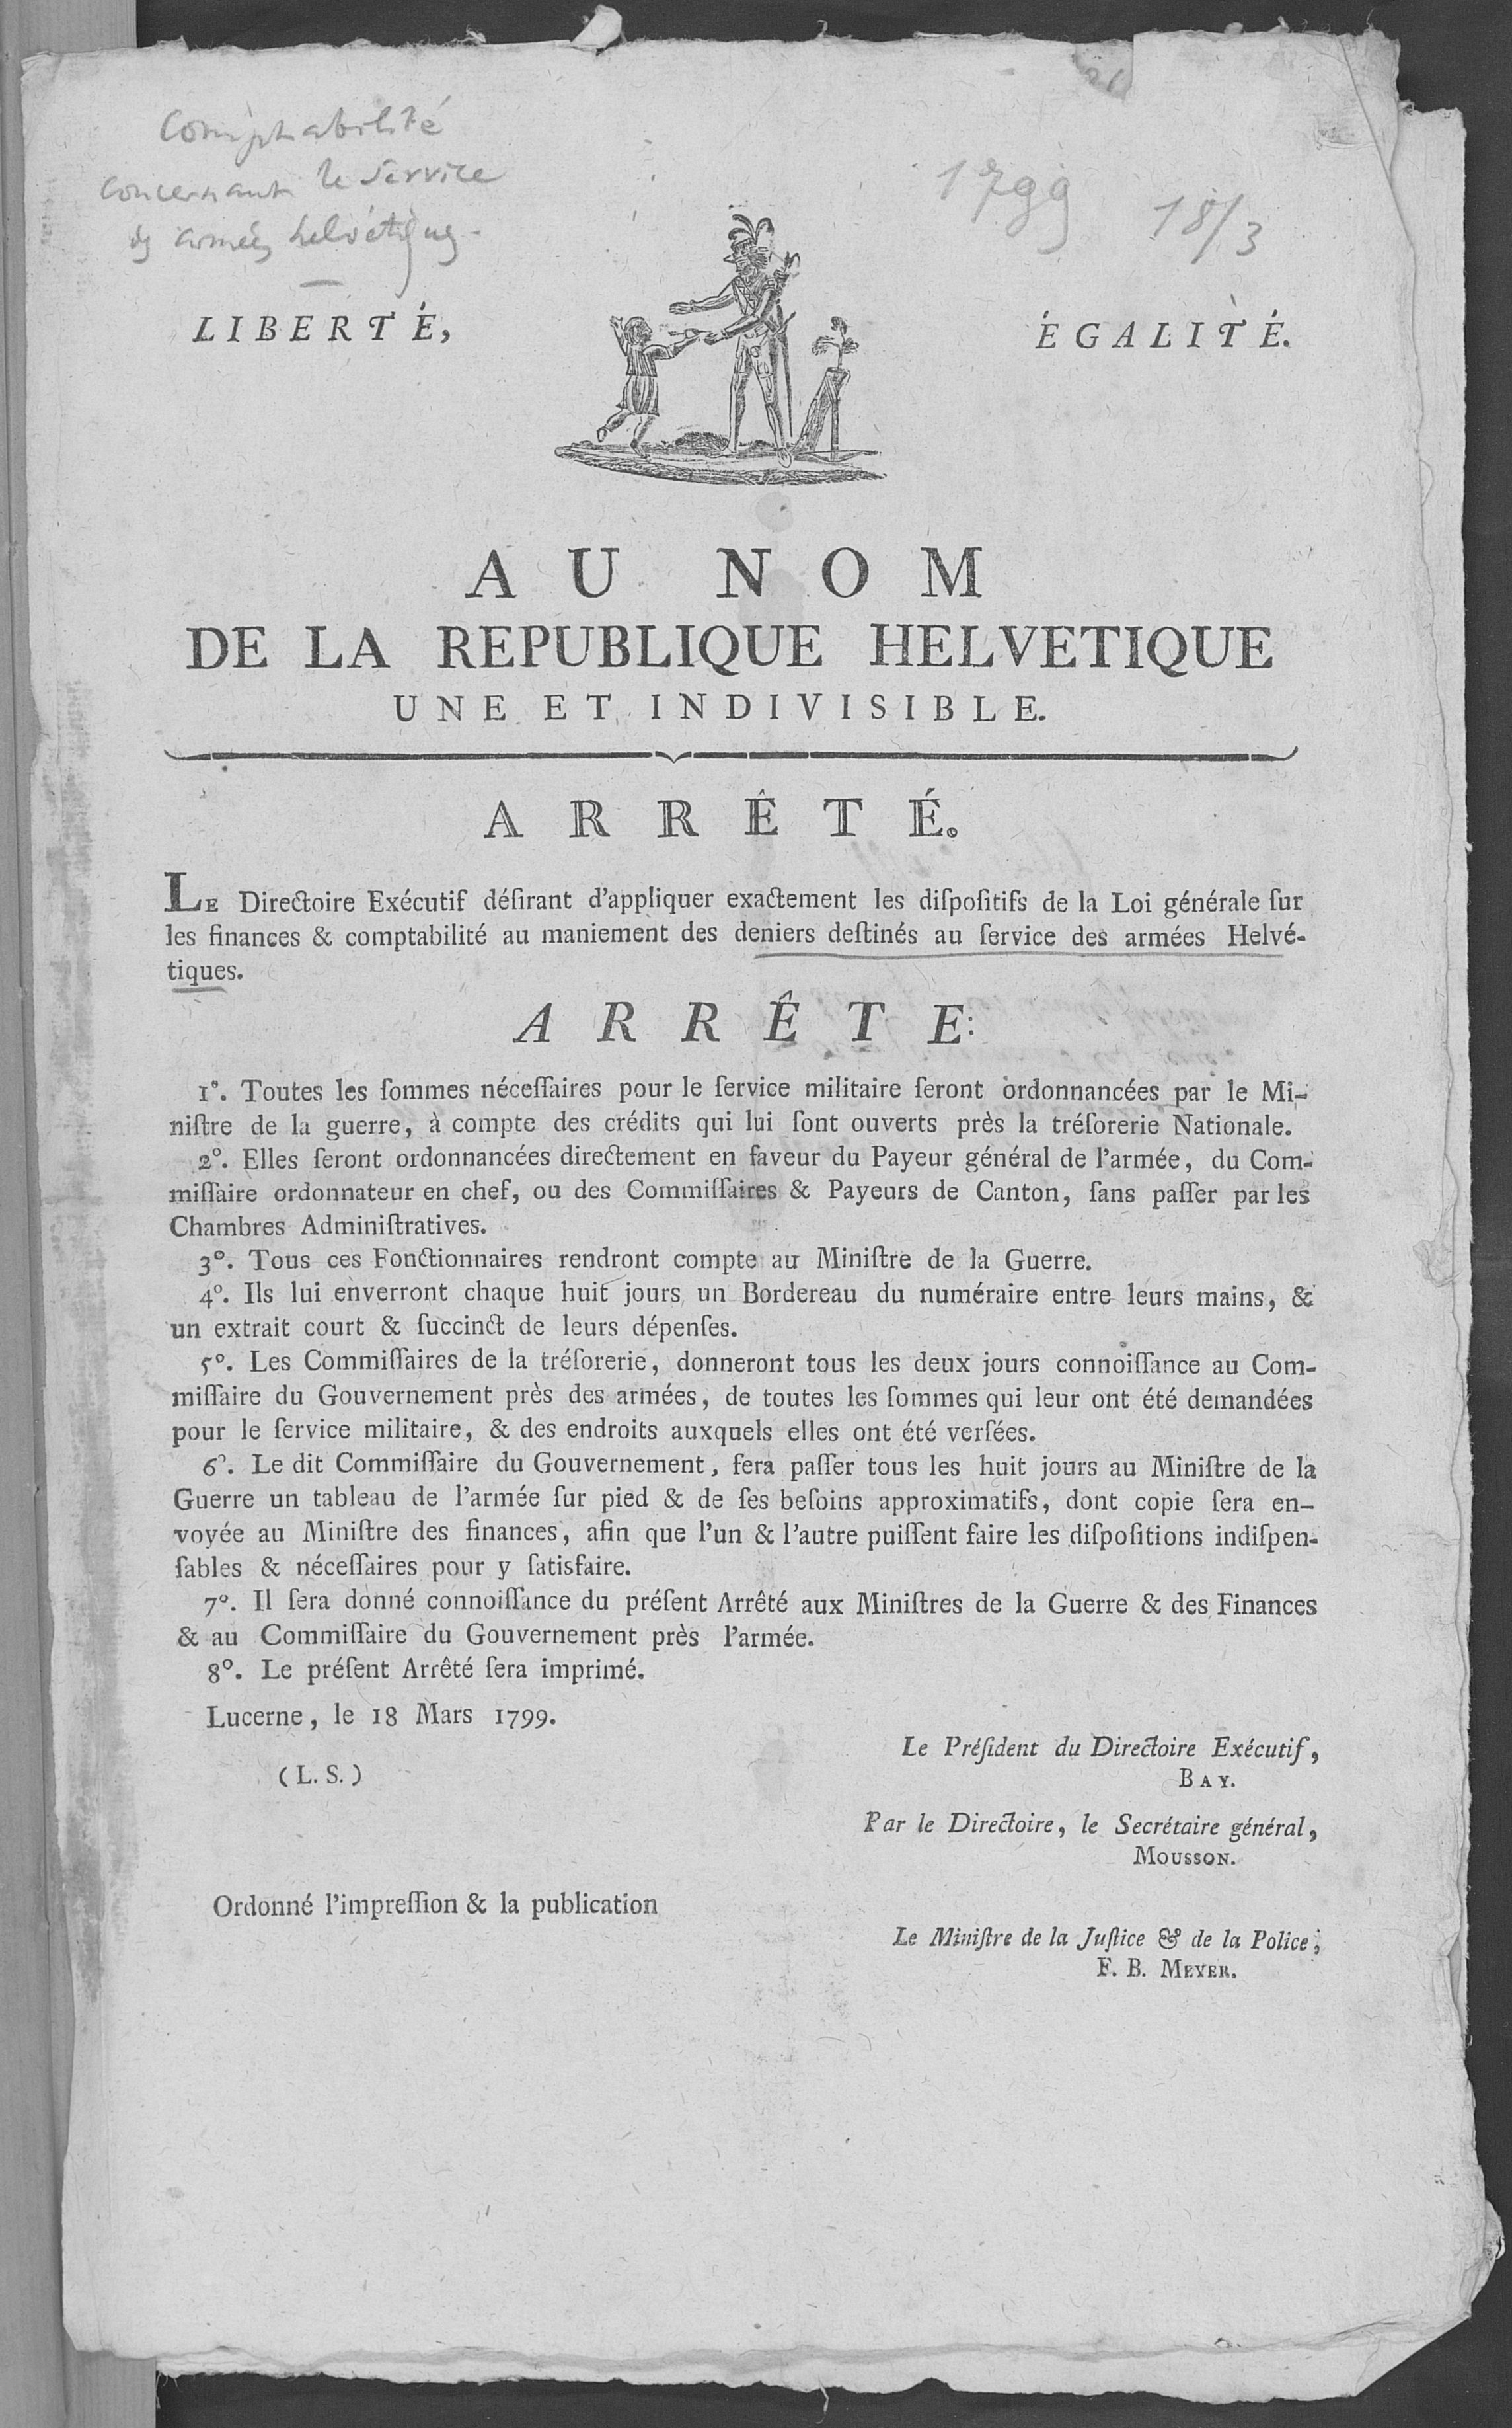 Comptabilité
concernant le service
ds armées helvétiques.
1799 18/3
LIBERTÉ,
ÉGALITÉ.
AU NOM
DE LA REPUBLIQUE HELVETIQUE
UNE ET INDIVISIBLE.
ARRÊTÉ.
LE Directoire Exécutif déſirant d'appliquer exactement les diſpoſitifs de la Loi générale ſur
les finances & comptabilité au maniement des deniers deſtinés au ſervice des armées Helvé-
tiques.
ARRÊTE:
1°. Toutes les ſommes néceſſaires pour le ſervice militaire ſeront ordonnancées par le Mi-
niſtre de la guerre, à compte des crédits qui lui ſont ouverts près la tréſorerie Nationale.
2°. Elles ſeront ordonnancées directement en faveur du Payeur général de l'armée, du Com-
miſſaire ordonnateur en chef, ou des Commiſſaires & Payeurs de Canton, ſans paſſer par les
Chambres Adminiſtratives.
3°. Tous ces Fonctionnaires rendront compte au Miniſtre de la Guerre.
4°. Ils lui enverront chaque huit jours un Bordereau du numéraire entre leurs mains, &
un extrait court & ſuccinct de leurs dépenſes.
5°. Les Commiſſaires de la tréſorerie, donneront tous les deux jours connoiſſance au Com-
miſſaire du Gouvernement près des armées, de toutes les ſommes qui leur ont été demandées
pour le ſervice militaire, & des endroits auxquels elles ont été verſées.
6°. Le dit Commiſſaire du Gouvernement, fera paſſer tous les huit jours au Miniſtre de la
Guerre un tableau de l'armée ſur pied & de ſes beſoins approximatifs, dont copie ſera en-
voyée au Miniſtre des finances, afin que l'un & l'autre puiſſent faire les diſpoſitions indiſpen-
ſables & néceſſaires pour y ſatisfaire.
7°. Il ſera donné connoiſſance du préſent Arrêté aux Miniſtres de la Guerre & des Finances
& au Commiſſaire du Gouvernement près l'armée.
8°. Le préſent Arrêté ſera imprimé.
Lucerne, le 18 Mars 1799.
Le Préſident du Directoire Exécutif,
(L. S.)
BAY.
Par le Directoire, le Secrétaire général,
MOUSSON.
Ordonné l'impreſſion & la publication
Le Miniſtre de la Juſtice & de la Police,
F. B. MEYER.